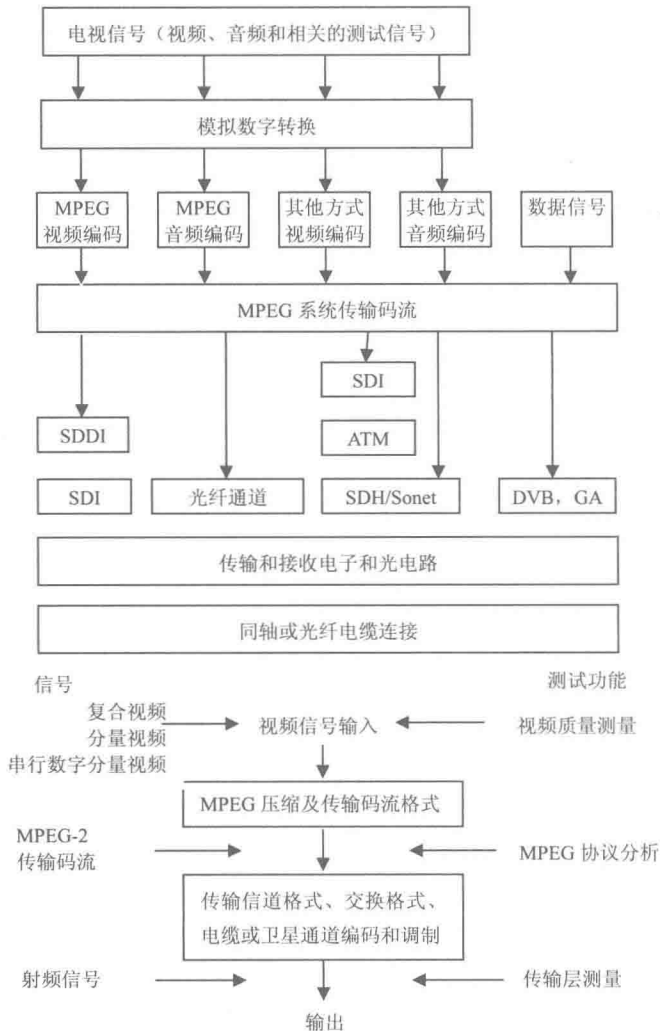 电视信号（视频、音频和相关的测试信号）
模拟数字转换
MPEG
视频编码
MPEG
音频编码
其他方式
视频编码
其他方式
音频编码
数据信号
MPEG 系统传输码流
SDI
SDDI
ATM
SDI
光纤通道
SDH/Sonet
DVB，GA
传输和接收电子和光电路
同轴或光纤电缆连接
信号
测试功能
复合视频
分量视频
串行数字分量视频
视频信号输入
视频质量测量
MPEG 压缩及传输码流格式
MPEG-2
传输码流
MPEG 协议分析
传输信道格式、交换格式、
电缆或卫星通道编码和调制
射频信号
传输层测量
输出